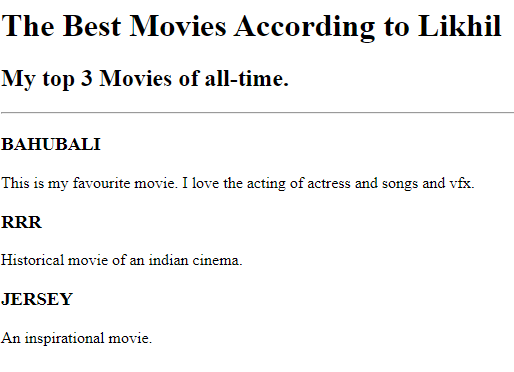 The Best Movies According to Likhil
My top 3 Movies of all-time.
BAHUBALI
This is my favourite movie. I love the acting of actress and songs and vfx.
RRR
Historical movie of an indian cinema.
JERSEY
An inspirational movie.